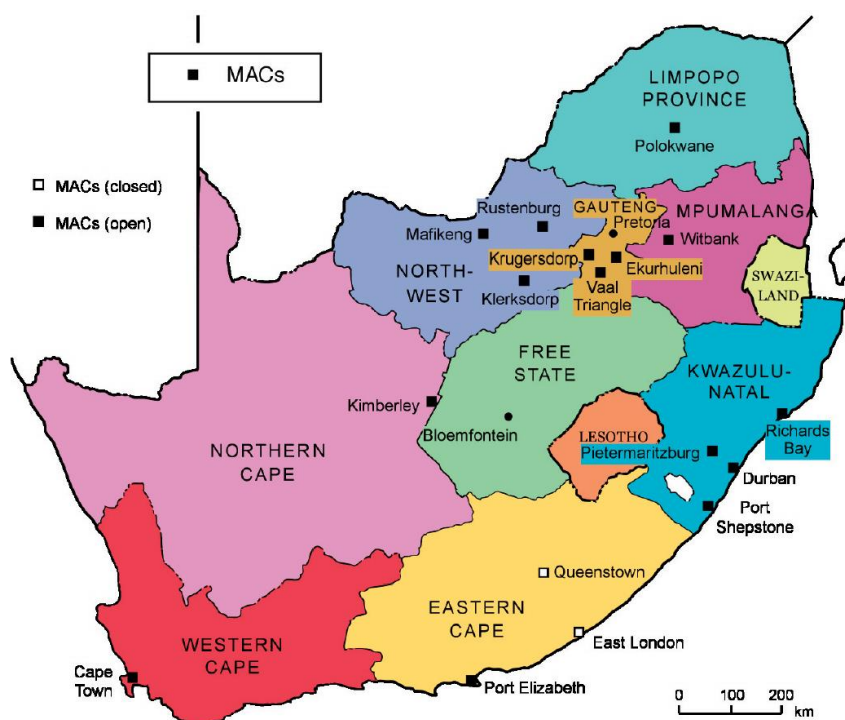 MACs
MACs (closed)
MACs (open)
LIMPOPO
PROVINCE
Polokwane
Rustenburg
Mafikeng
NORTH-
WEST
Klerksdorp
GAUTENG
Pretoria
Krugersdorp
Ekurhuleni
Vaal
Triangle
MPUMALANGA
Witbank
SWAZI-
LAND
FREE
STATE
Bloemfontein
KWAZULU-
NATAL
Richards
Bay
LESOTHO
Pietermaritzburg
Durban
Port
Shepstone
Kimberley
NORTHERN
CAPE
Queenstown
EASTERN
CAPE
East London
WESTERN
CAPE
Cape
Town
Port Elizabeth
0 100 200
km